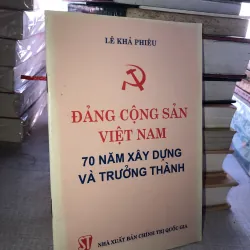 LÊ KHẢ PHIÊU
ĐẢNG CỘNG SẢN
VIỆT NAM
70 NĂM XÂY DỰNG
VÀ TRƯỞNG THÀNH
NHÀ XUẤT BẢN CHÍNH TRỊ QUỐC GIA